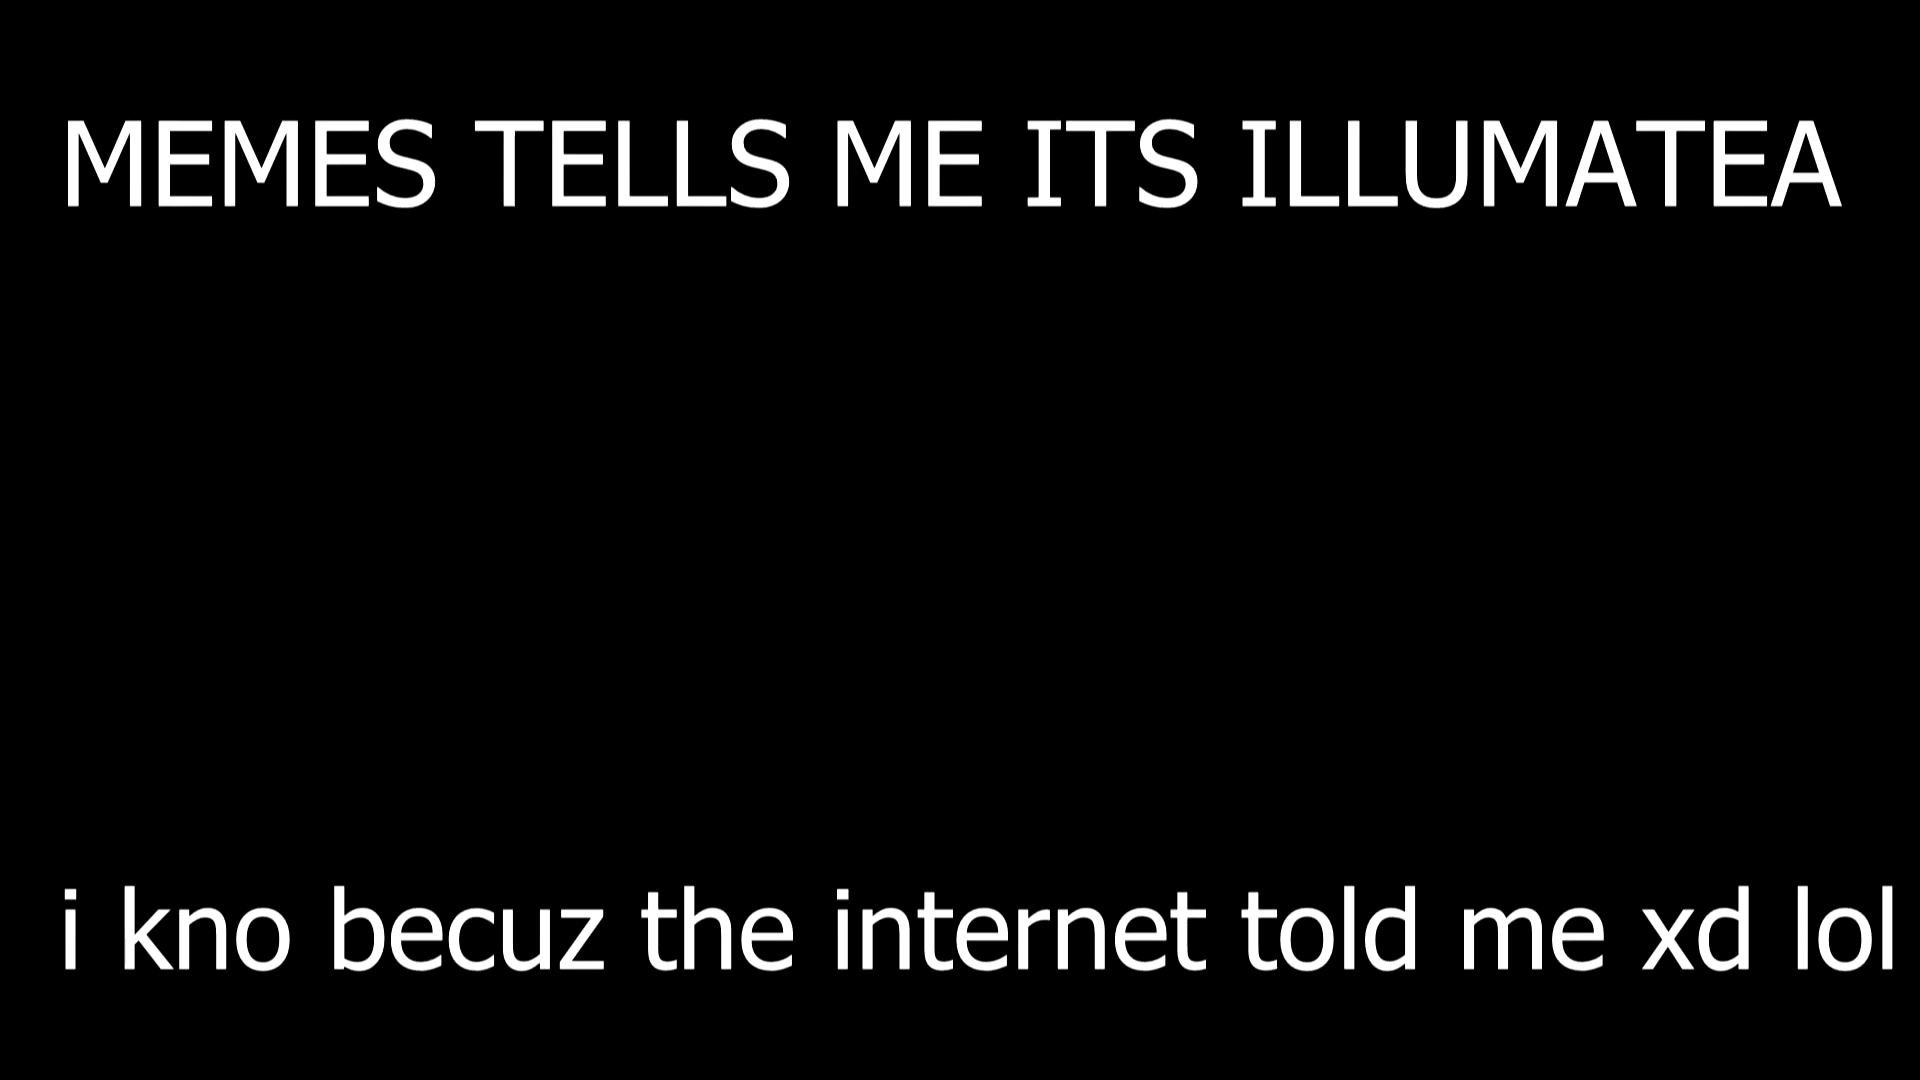 MEMES TELLS ME ITS ILLUMATEA
i kno becuz the internet told me xd lol